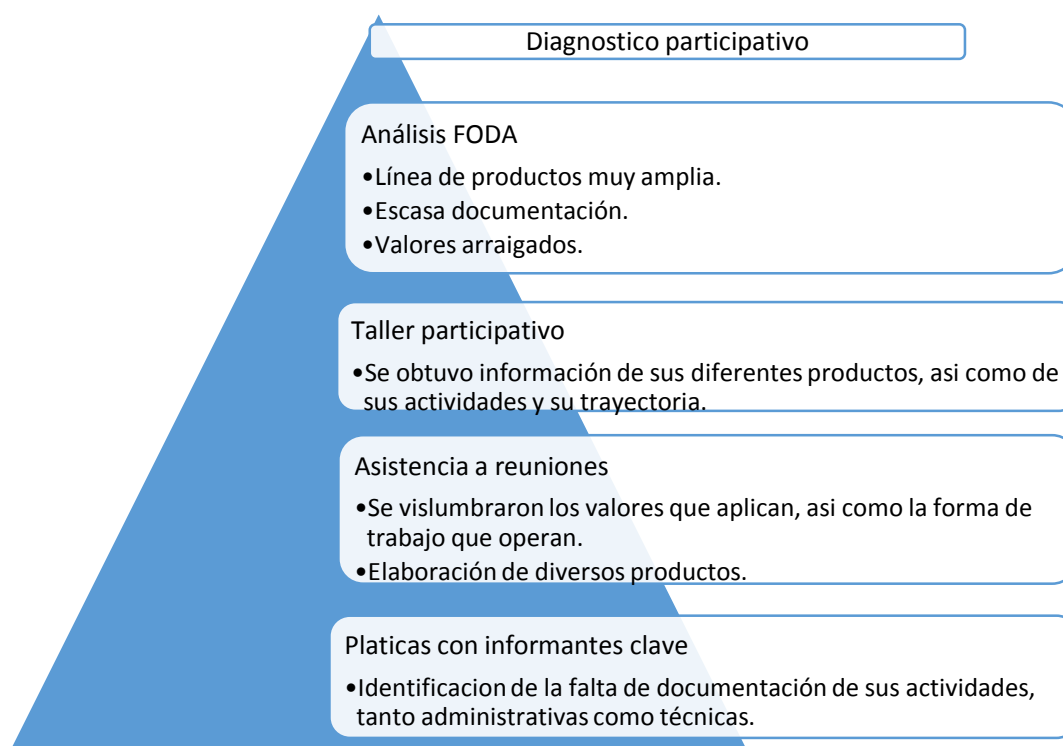 Diagnostico participativo
Análisis FODA
•Línea de productos muy amplia.
•Escasa documentación.
•Valores arraigados.
Taller participativo
•Se obtuvo información de sus diferentes productos, asi como de
sus actividades y su trayectoria.
Asistencia a reuniones
•Se vislumbraron los valores que aplican, asi como la forma de
trabajo que operan.
•Elaboración de diversos productos.
Platicas con informantes clave
•Identificacion de la falta de documentación de sus actividades,
tanto administrativas como técnicas.